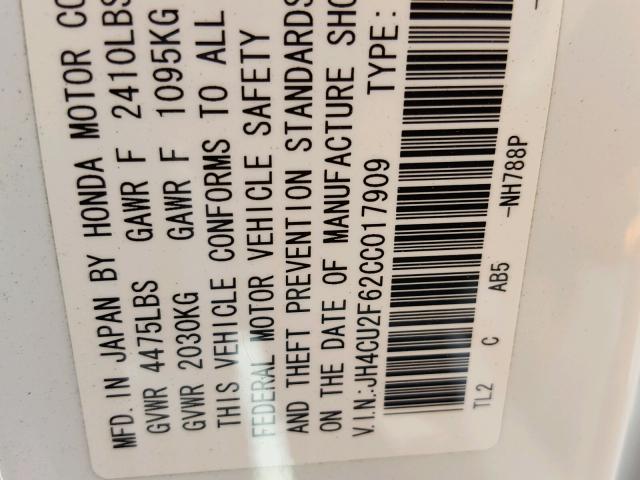 MFD. IN JAPAN BY HONDA MOTOR CO
GVWR 4475LBS GAWR F 2410LBS
GVWR 2030KG GAWR F 1095KG
THIS VEHICLE CONFORMS TO ALL
FEDERAL MOTOR VEHICLE SAFETY
AND THEFT PREVENTION STANDARDS
ON THE DATE OF MANUFACTURE SHO
V.I.N.:JH4CU2F62CC017909 TYPE:
TL2 C AB5 -NH788P